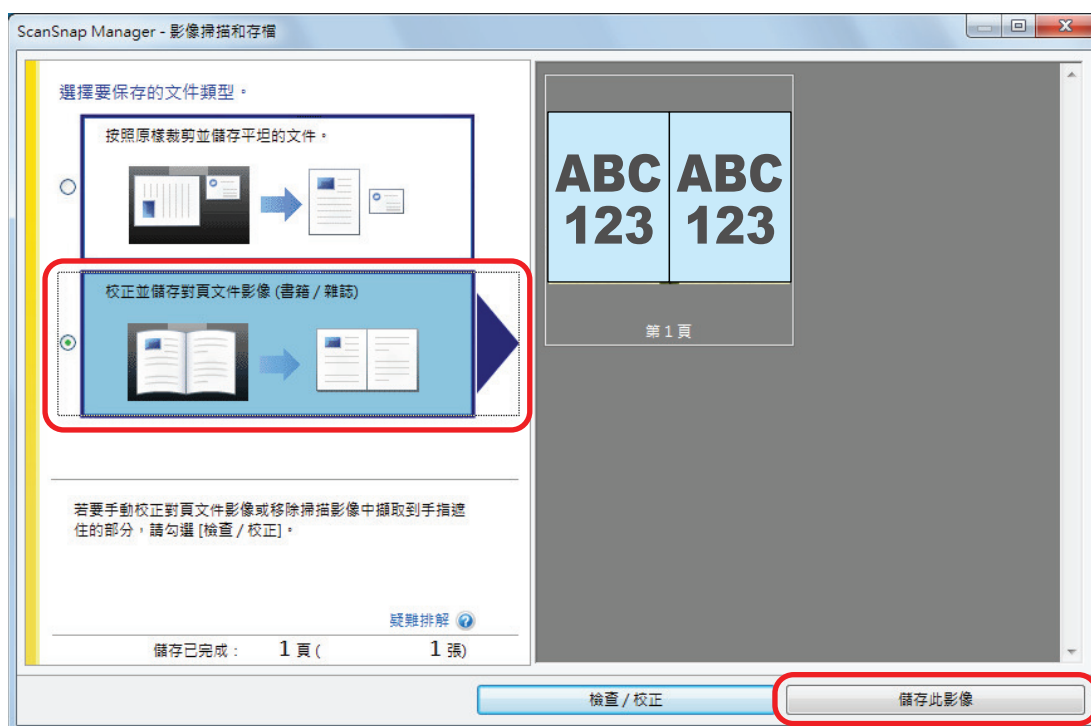 ScanSnap Manager - 影像掃描和存檔
選擇要保存的文件類型。
按照原樣裁剪並儲存平坦的文件。
校正並儲存對頁文件影像 (書籍 / 雜誌)
若要手動校正對頁文件影像或移除掃描影像中擷取到手指遮
住的部分，請勾選 [檢查 / 校正]。
疑難排解
儲存已完成： 1 頁 ( 1 張)
ABC ABC
123 123
第 1 頁
檢查 / 校正
儲存此影像